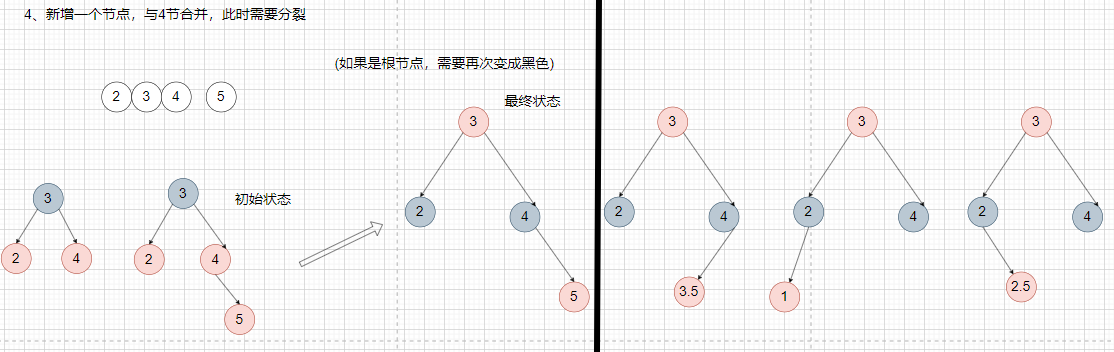 4、新增一个节点，与4节合并，此时需要分裂
(如果是根节点，需要再次变成黑色)
2 3 4 5
最终状态
3 3 3 3
3 3 初始状态
2 4 2 4 2 4 2 4
2 4 2 4
3.5 1 2.5
5 5